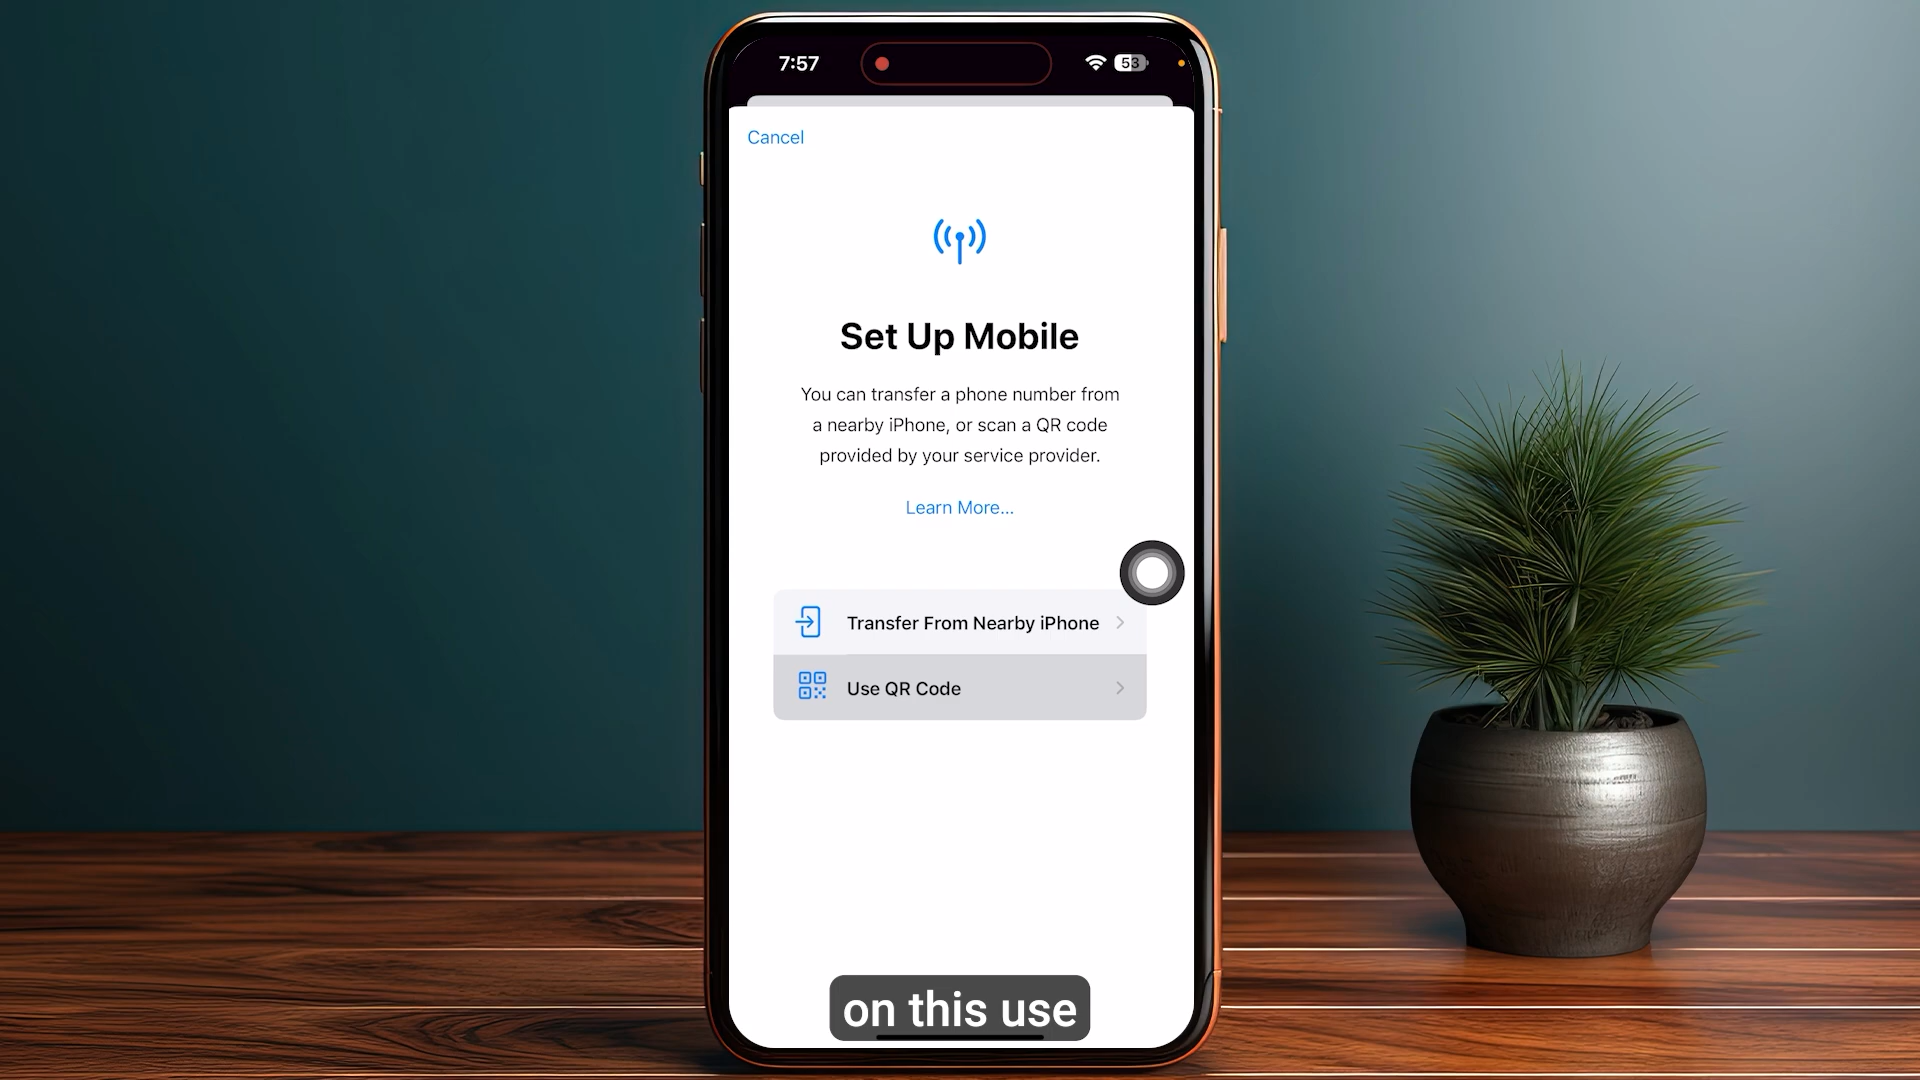 7:57
53
Cancel
Set Up Mobile
You can transfer a phone number from
a nearby iPhone, or scan a QR code
provided by your service provider.
Learn More...
Transfer From Nearby iPhone
Use QR Code
on this use